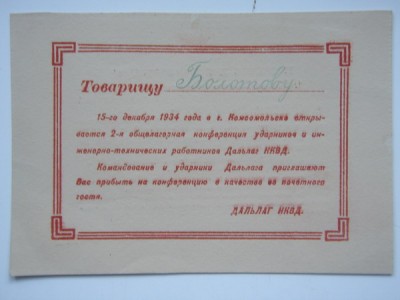 Товарищу Болотову.
15-го декабря 1934 года в г. Комсомольске откры-
вается 2-я общелагерная конференция ударников и ин-
женерно-технических работников Дальлаг НКВД.
Командование и ударники Дальлага приглашают
Вас прибыть на конференцию в качестве почетного
гостя.
ДАЛЬЛАГ НКВД.